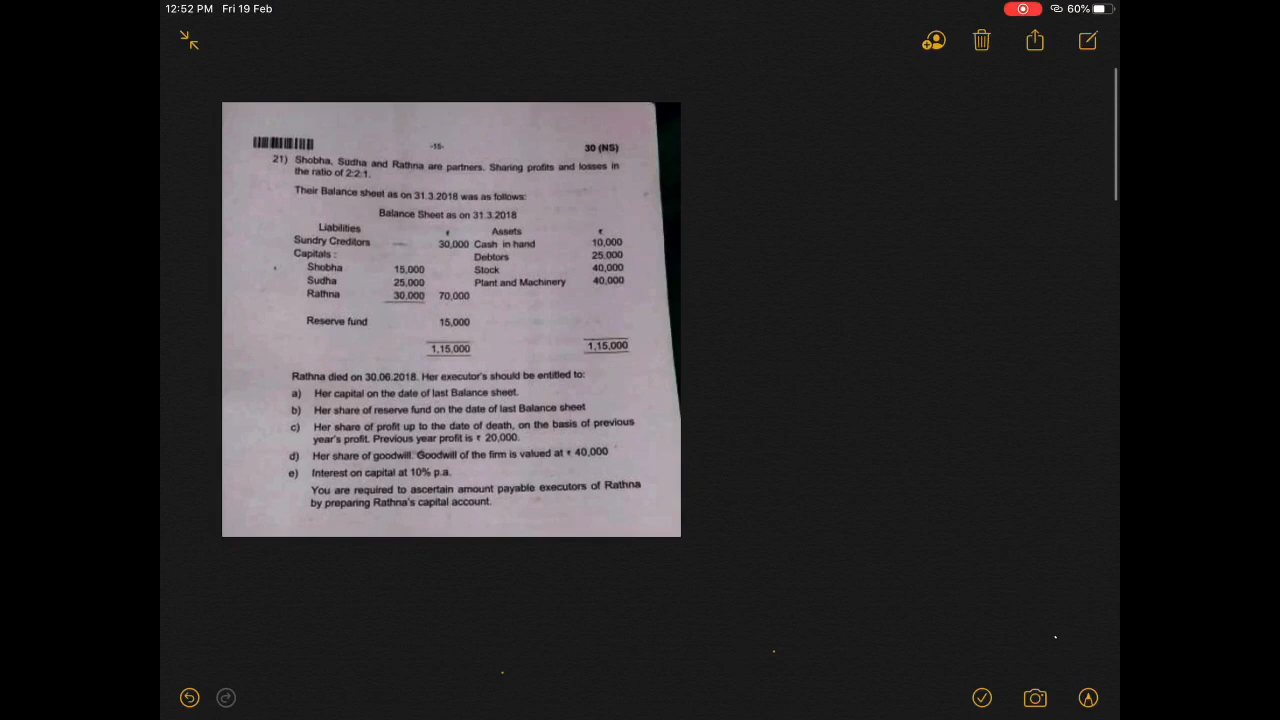 12:52 PM Fri 19 Feb
60%
-15-
30 (NS)
21) Shobha, Sudha and Rathna are partners. Sharing profits and losses in
the ratio of 2:2:1.
Their Balance sheet as on 31.3.2018 was as follows:
Balance Sheet as on 31.3.2018
Liabilities ₹ Assets ₹
Sundry Creditors 30,000 Cash in hand 10,000
Capitals : Debtors 25,000
Shobha 15,000 Stock 40,000
Sudha 25,000 Plant and Machinery 40,000
Rathna 30,000 70,000
Reserve fund 15,000
1,15,000 1,15,000
Rathna died on 30.06.2018. Her executor's should be entitled to:
a) Her capital on the date of last Balance sheet.
b) Her share of reserve fund on the date of last Balance sheet
c) Her share of profit up to the date of death, on the basis of previous
year's profit. Previous year profit is ₹ 20,000.
d) Her share of goodwill. Goodwill of the firm is valued at ₹ 40,000
e) Interest on capital at 10% p.a.
You are required to ascertain amount payable executors of Rathna
by preparing Rathna's capital account.